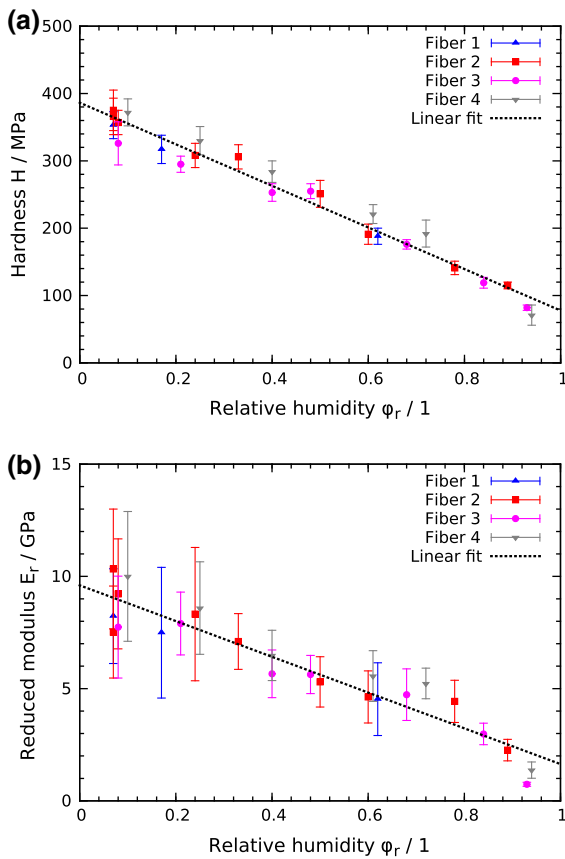 (a)
500
400
300
200
100
0
Hardness H / MPa
Fiber 1
Fiber 2
Fiber 3
Fiber 4
Linear fit
0 0.2 0.4 0.6 0.8 1
Relative humidity φ_r / 1
(b)
15
10
5
0
Reduced modulus E_r / GPa
Fiber 1
Fiber 2
Fiber 3
Fiber 4
Linear fit
0 0.2 0.4 0.6 0.8 1
Relative humidity φ_r / 1